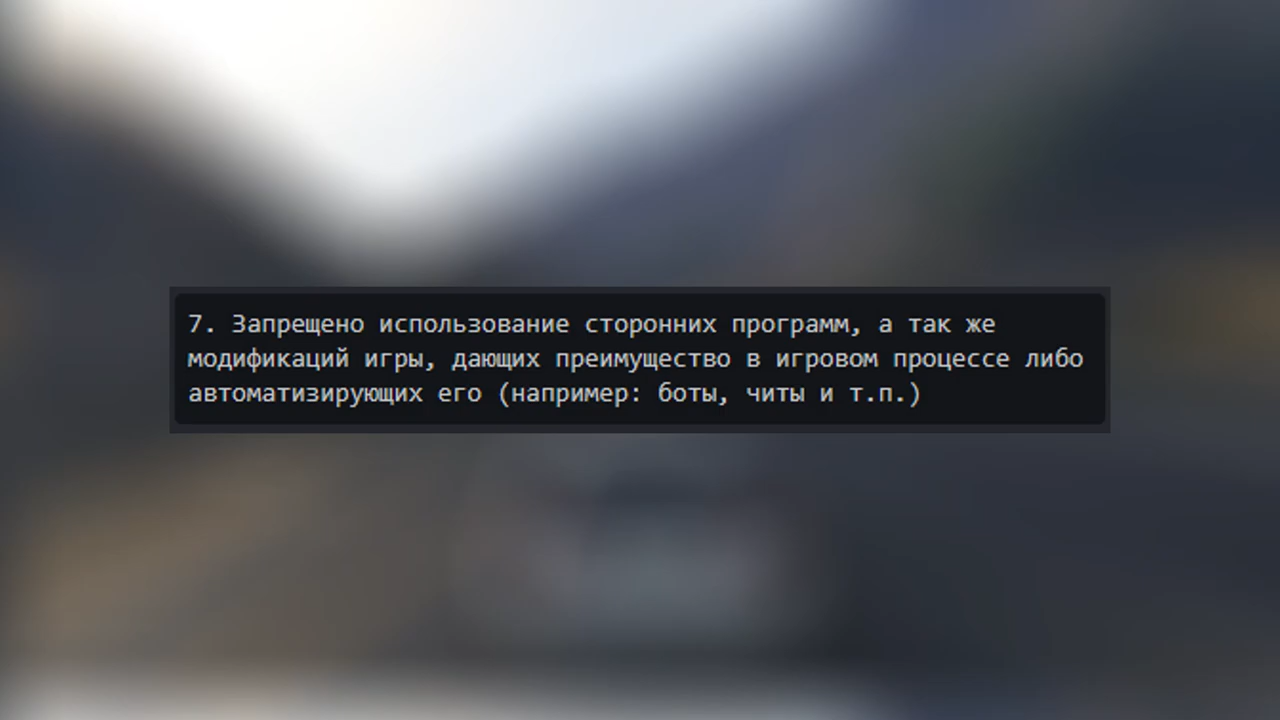 7. Запрещено использование сторонних программ, а так же
модификаций игры, дающих преимущество в игровом процессе либо
автоматизирующих его (например: боты, читы и т.п.)